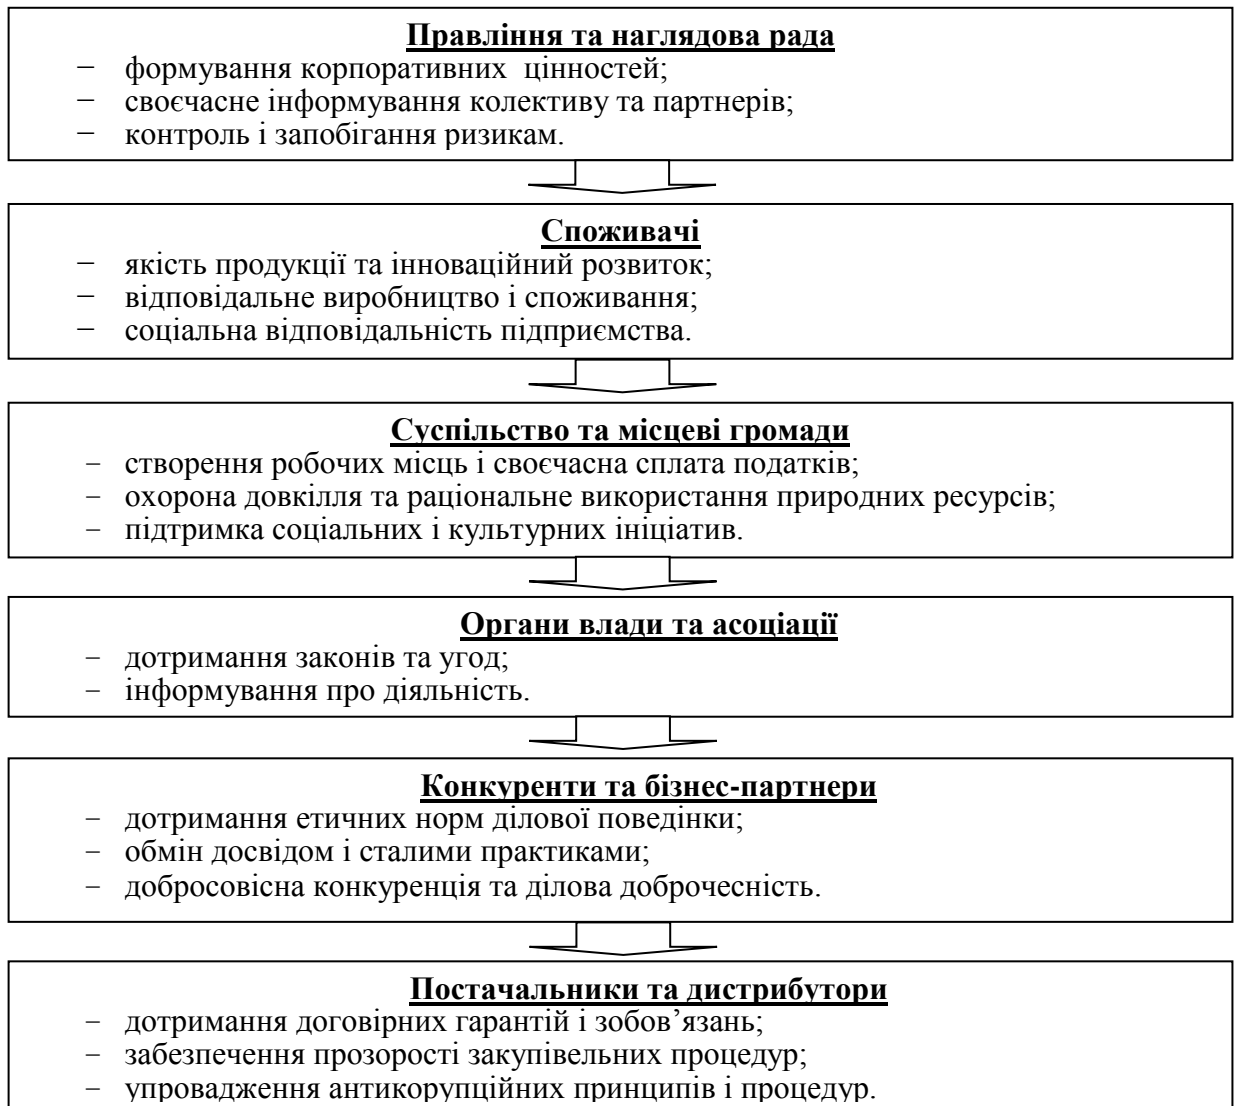 Правління та наглядова рада
− формування корпоративних цінностей;
− своєчасне інформування колективу та партнерів;
− контроль і запобігання ризикам.
Споживачі
− якість продукції та інноваційний розвиток;
− відповідальне виробництво і споживання;
− соціальна відповідальність підприємства.
Суспільство та місцеві громади
− створення робочих місць і своєчасна сплата податків;
− охорона довкілля та раціональне використання природних ресурсів;
− підтримка соціальних і культурних ініціатив.
Органи влади та асоціації
− дотримання законів та угод;
− інформування про діяльність.
Конкуренти та бізнес-партнери
− дотримання етичних норм ділової поведінки;
− обмін досвідом і сталими практиками;
− добросовісна конкуренція та ділова доброчесність.
Постачальники та дистрибутори
− дотримання договірних гарантій і зобов’язань;
− забезпечення прозорості закупівельних процедур;
− упровадження антикорупційних принципів і процедур.